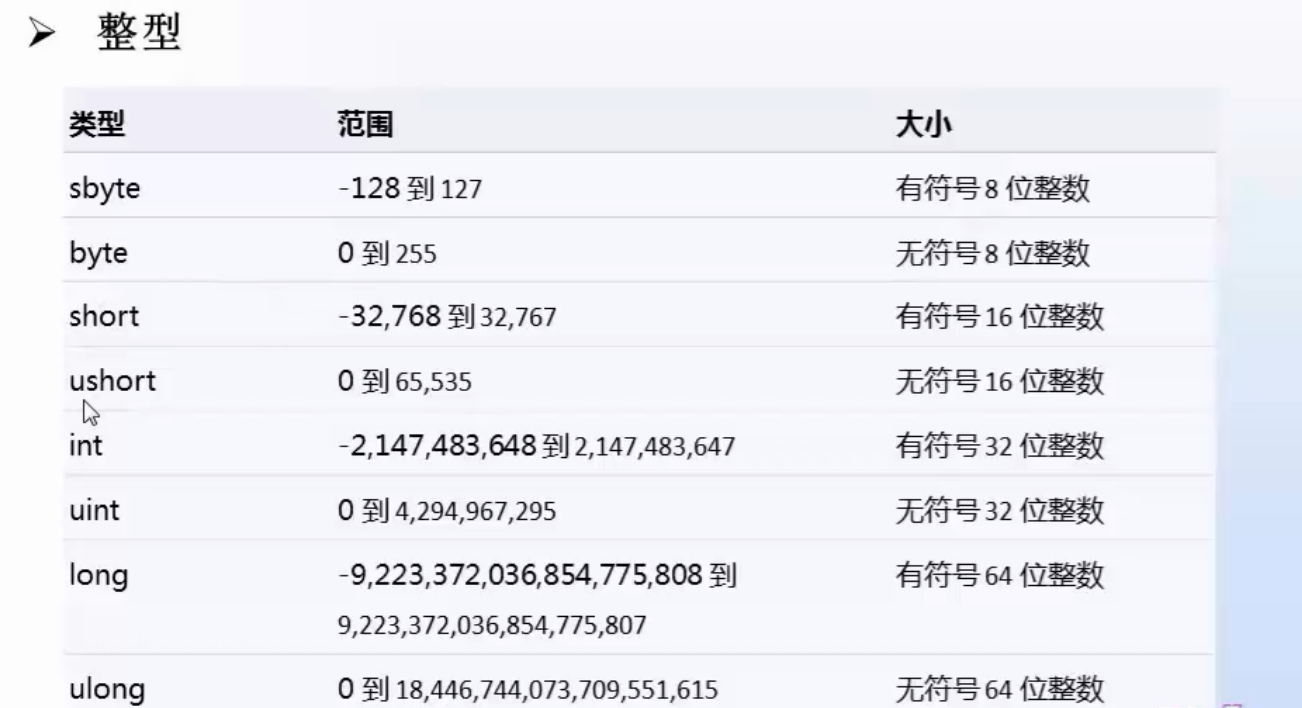 ➢ 整型
类型 范围 大小
sbyte -128 到 127 有符号 8 位整数
byte 0 到 255 无符号 8 位整数
short -32,768 到 32,767 有符号 16 位整数
ushort 0 到 65,535 无符号 16 位整数
int -2,147,483,648 到 2,147,483,647 有符号 32 位整数
uint 0 到 4,294,967,295 无符号 32 位整数
long -9,223,372,036,854,775,808 到 有符号 64 位整数
9,223,372,036,854,775,807
ulong 0 到 18,446,744,073,709,551,615 无符号 64 位整数